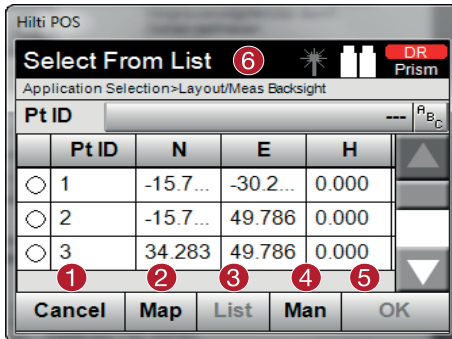 Hilti POS
Select From List 6 DR Prism
Application Selection>Layout/Meas Backsight
Pt ID --- ABC
Pt ID N E H
1 -15.7... -30.2... 0.000
2 -15.7... 49.786 0.000
3 34.283 49.786 0.000
1 2 3 4 5
Cancel Map List Man OK